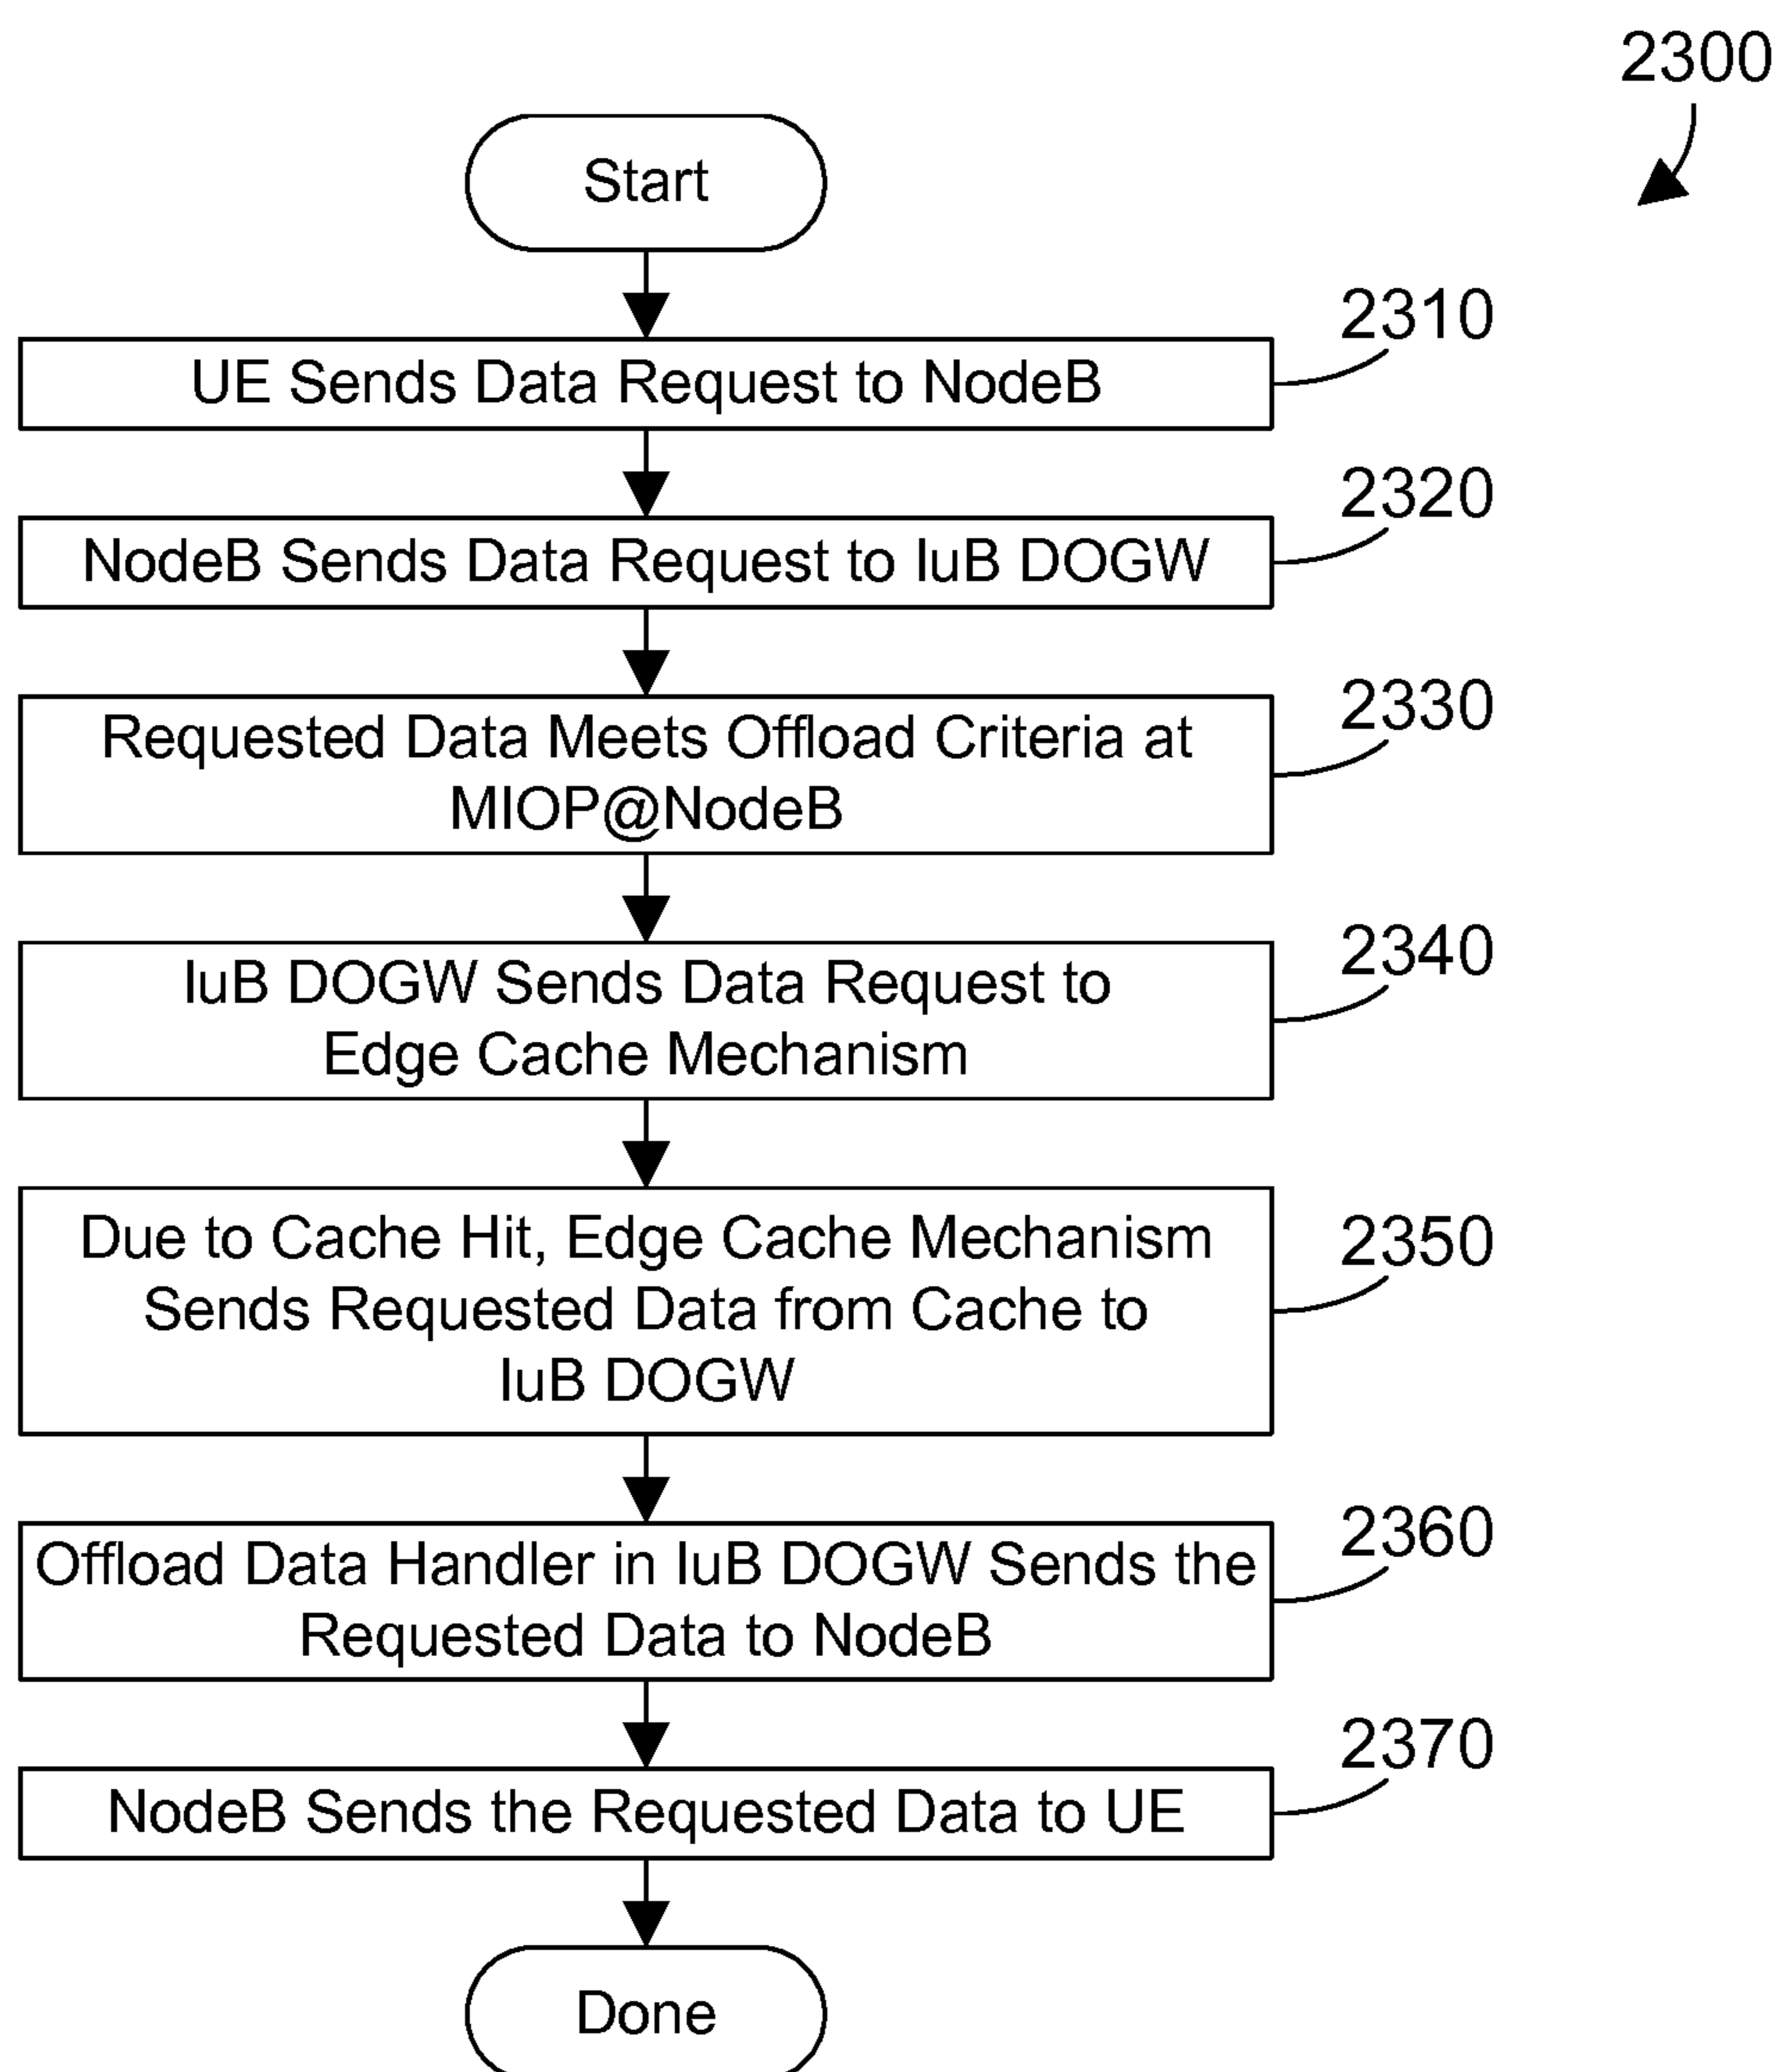 2300
Start
2310
UE Sends Data Request to NodeB
2320
NodeB Sends Data Request to IuB DOGW
2330
Requested Data Meets Offload Criteria at
MIOP@NodeB
2340
IuB DOGW Sends Data Request to
Edge Cache Mechanism
2350
Due to Cache Hit, Edge Cache Mechanism
Sends Requested Data from Cache to
IuB DOGW
2360
Offload Data Handler in IuB DOGW Sends the
Requested Data to NodeB
2370
NodeB Sends the Requested Data to UE
Done